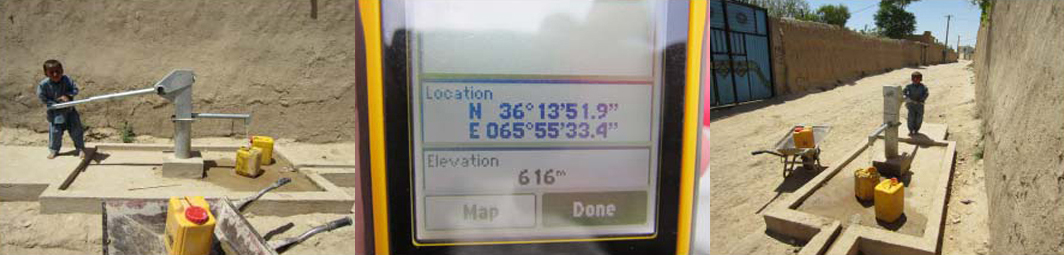 Location
N 36°13'51.9"
E 065°55'33.4"
Elevation
616m
Map
Done